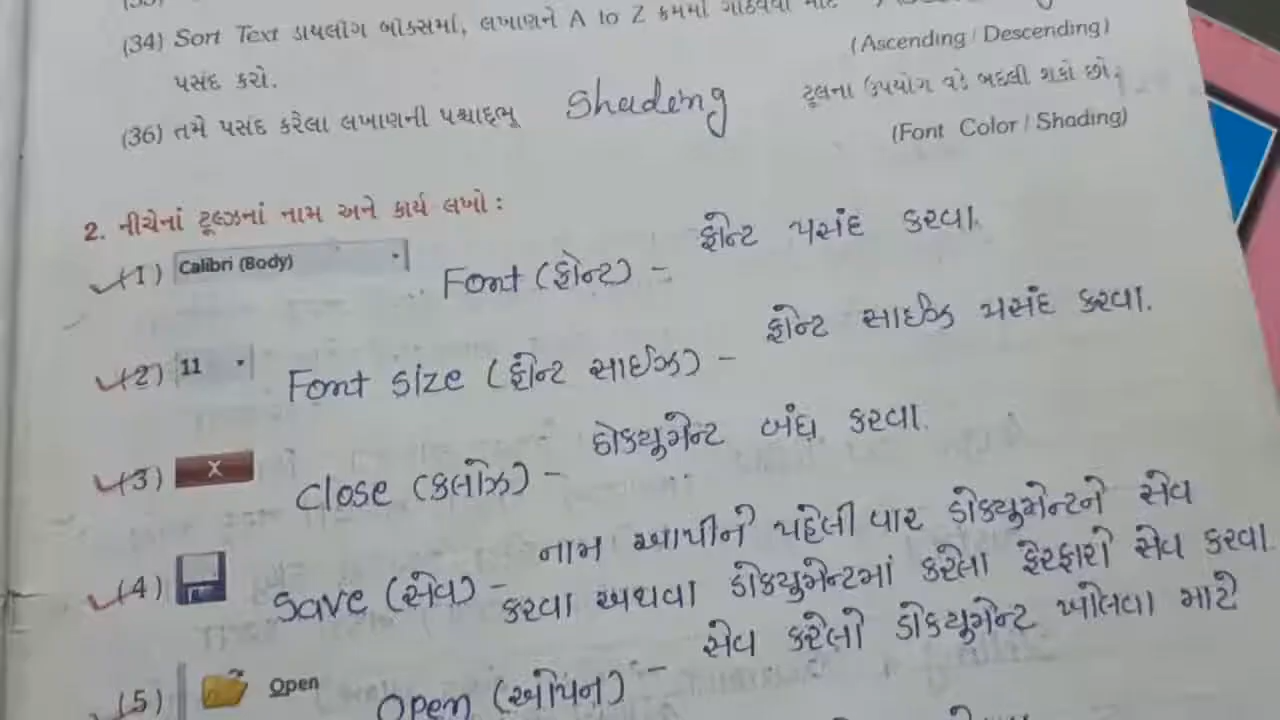 (34) Sort Text ડાયલોગ બોક્સમાં, લખાણને A to Z ક્રમમાં ગોઠવવા માટે
(Ascending / Descending)
પસંદ કરો.
(36) તમે પસંદ કરેલા લખાણની પશ્ચાદ્ભૂ Shadeing ટૂલના ઉપયોગ વડે બદલી શકો છો.
(Font Color / Shading)
2. નીચેનાં ટૂલ્ઝનાં નામ અને કાર્ય લખો :
(1) Calibri (Body) Font (ફોન્ટ) - ફોન્ટ પસંદ કરવા.
(2) 11 Font size (ફોન્ટ સાઈઝ) - ફોન્ટ સાઈઝ પસંદ કરવા.
(3) X Close (ક્લોઝ) - ડોક્યુમેન્ટ બંધ કરવા.
(4) Save (સેવ) - નામ આપીને પહેલી વાર ડોક્યુમેન્ટને સેવ
કરવા અથવા ડોક્યુમેન્ટમાં કરેલા ફેરફારો સેવ કરવા.
(5) Open Open (ઓપન) - સેવ કરેલો ડોક્યુમેન્ટ ખોલવા માટે